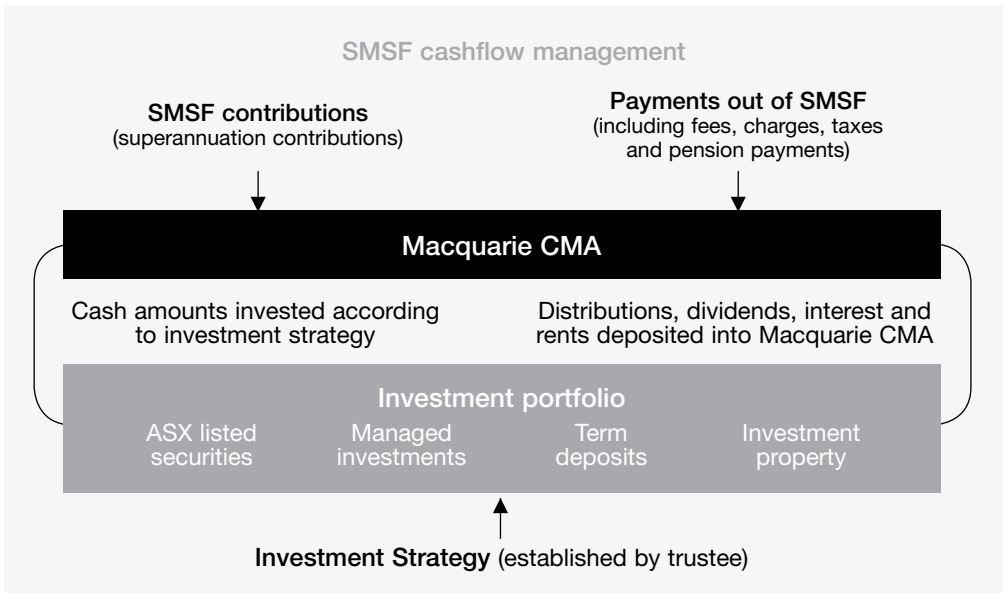 SMSF cashflow management
SMSF contributions
(superannuation contributions)
Payments out of SMSF
(including fees, charges, taxes
and pension payments)
Macquarie CMA
Cash amounts invested according
to investment strategy
Distributions, dividends, interest and
rents deposited into Macquarie CMA
Investment portfolio
ASX listed
securities
Managed
investments
Term
deposits
Investment
property
Investment Strategy (established by trustee)